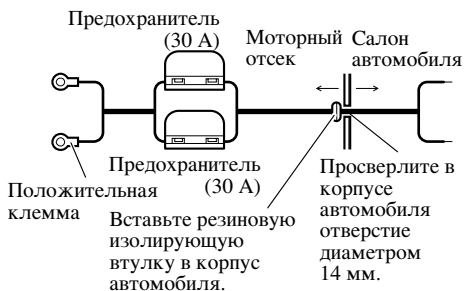 Предохранитель
(30 А)
Моторный
отсек
Салон
автомобиля
Предохранитель
(30 А)
Положительная
клемма
Вставьте резиновую
изолирующую
втулку в корпус
автомобиля.
Просверлите в
корпусе
автомобиля
отверстие
диаметром
14 мм.